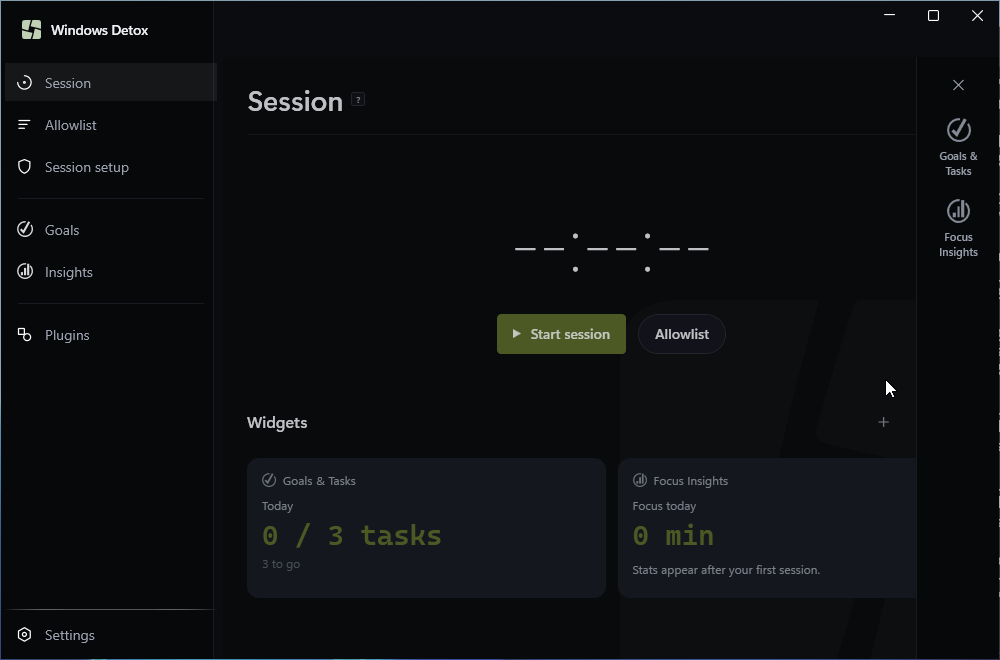 Windows Detox
Session
Allowlist
Session setup
Goals
Insights
Plugins
Settings
Session ?
– – : – – : – –
Start session
Allowlist
Widgets
+
Goals & Tasks
Today
0 / 3 tasks
3 to go
Focus Insights
Focus today
0 min
Stats appear after your first session.
Goals &
Tasks
Focus
Insights